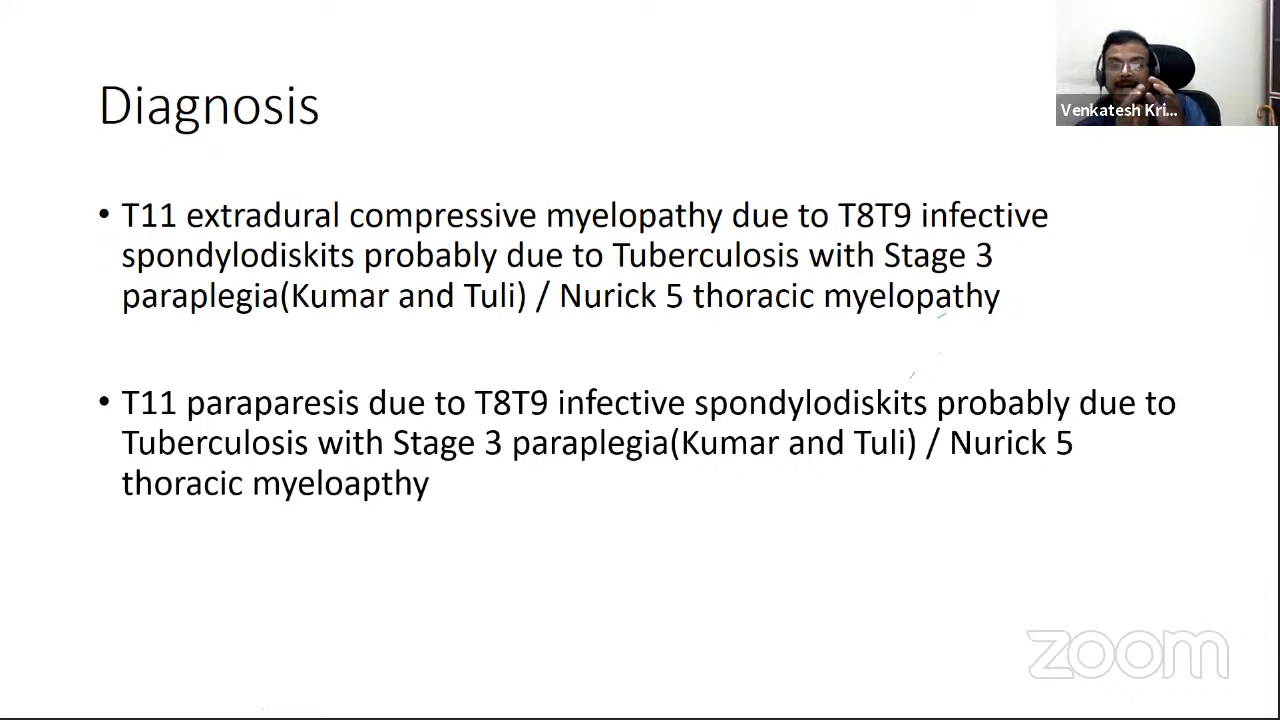 Diagnosis
Venkatesh Kri...
• T11 extradural compressive myelopathy due to T8T9 infective
spondylodiskits probably due to Tuberculosis with Stage 3
paraplegia(Kumar and Tuli) / Nurick 5 thoracic myelopathy
• T11 paraparesis due to T8T9 infective spondylodiskits probably due to
Tuberculosis with Stage 3 paraplegia(Kumar and Tuli) / Nurick 5
thoracic myeloapthy
zoom